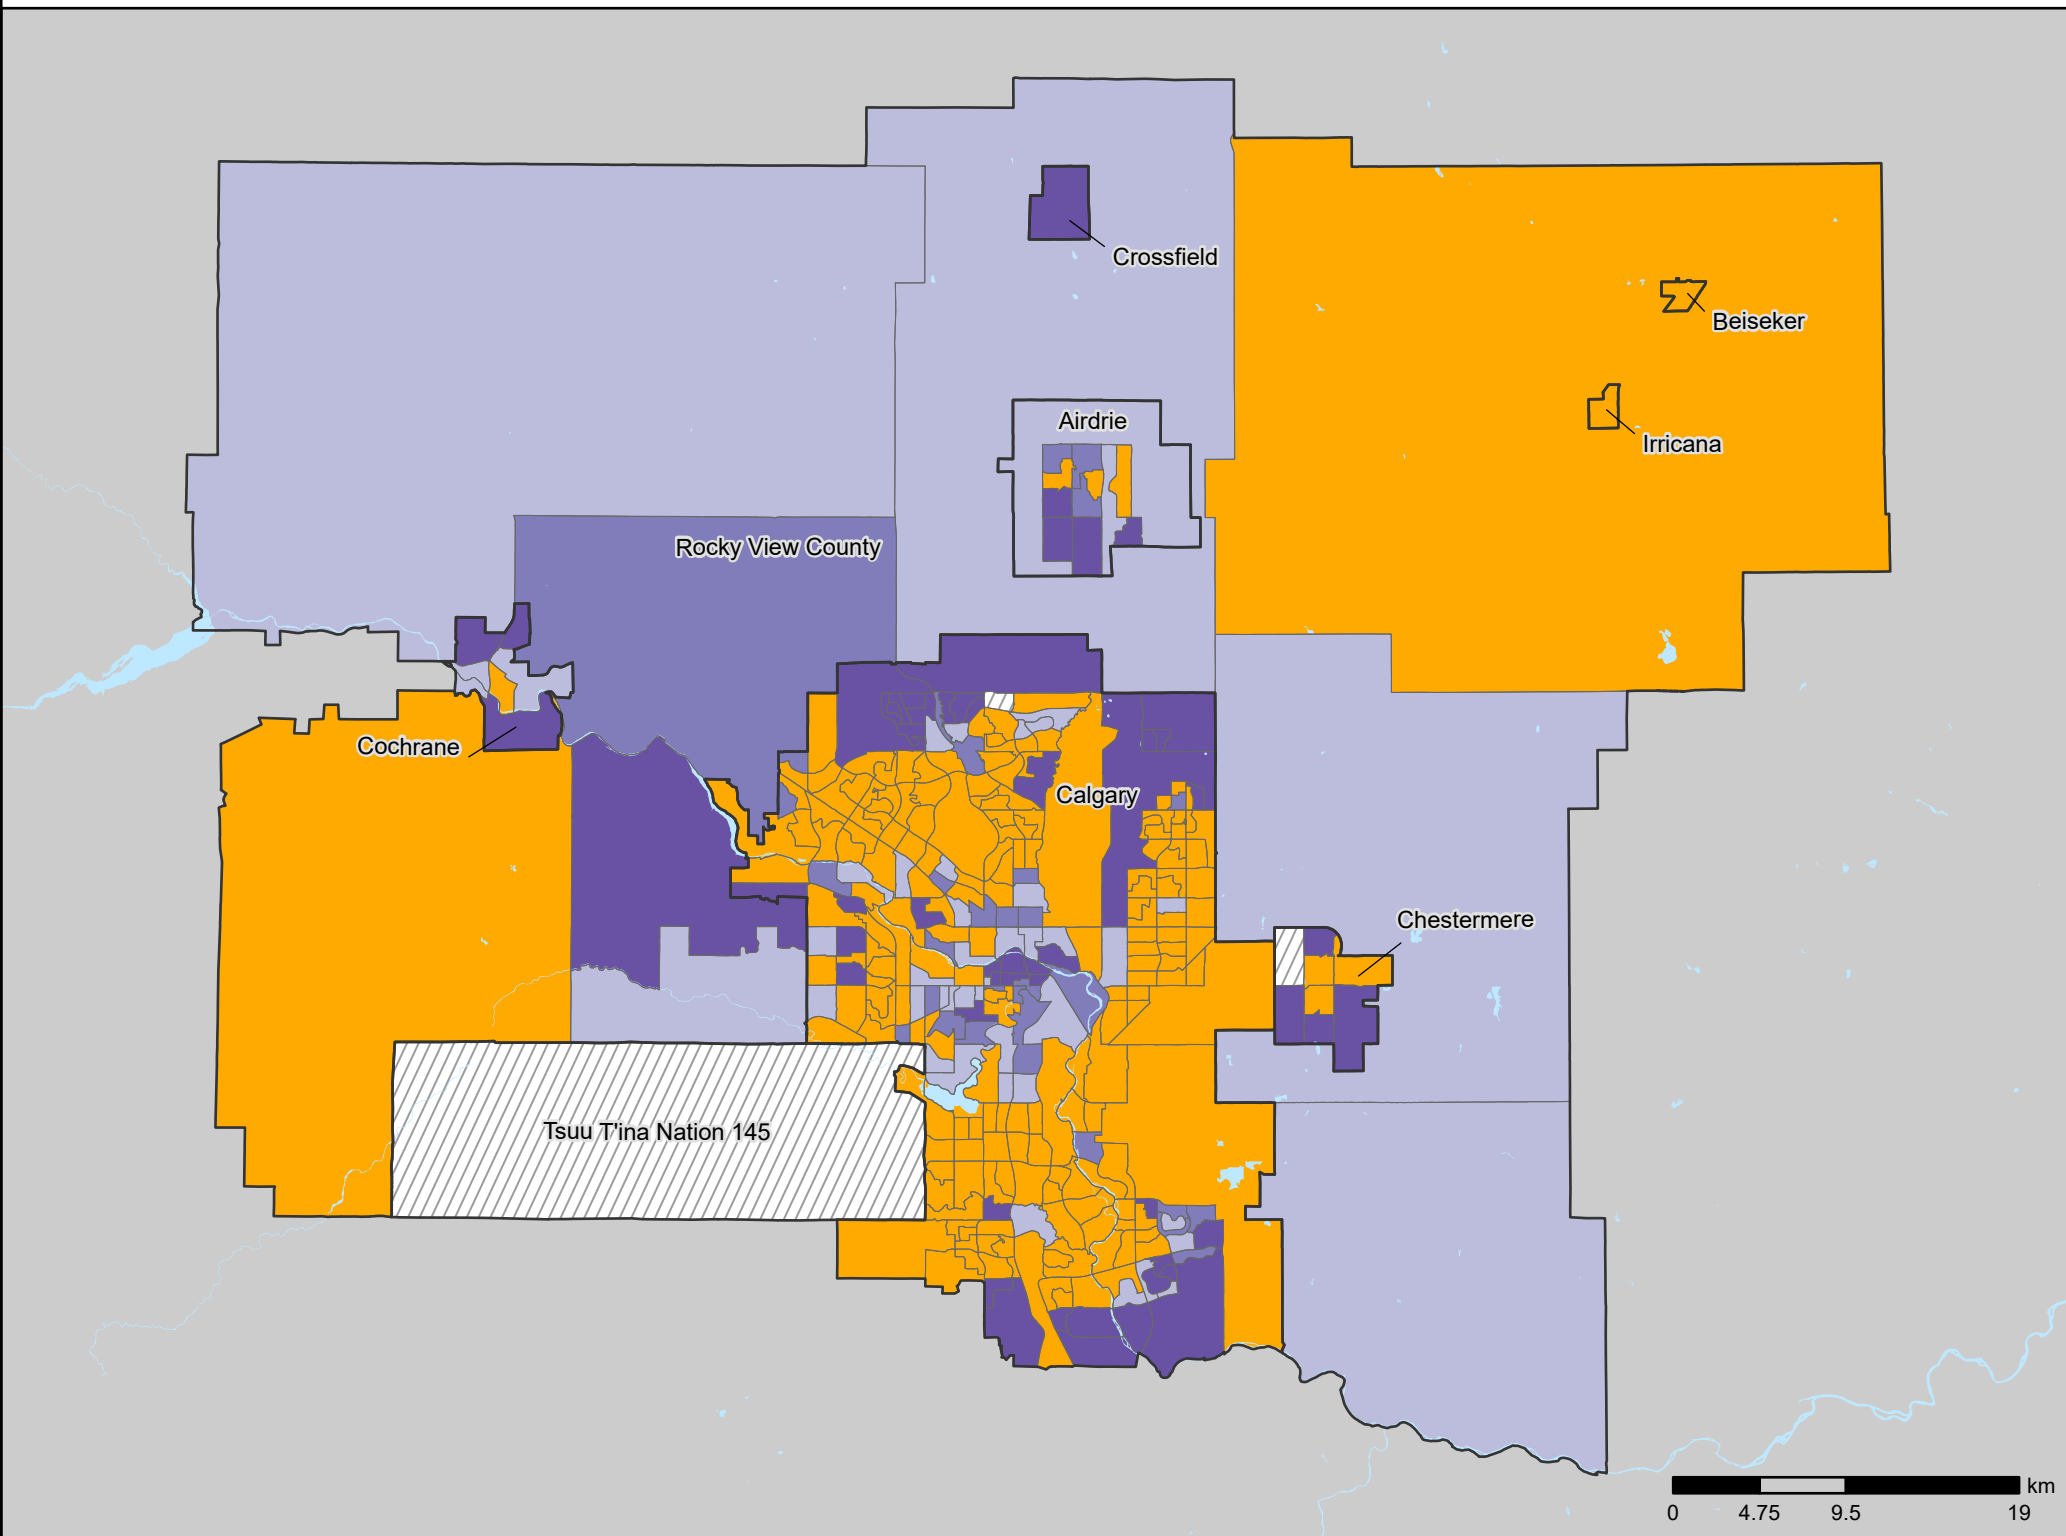 Crossfield
Beiseker
Airdrie
Irricana
Rocky View County
Cochrane
Calgary
Chestermere
Tsuu T'ina Nation 145
km
0 4.75 9.5 19